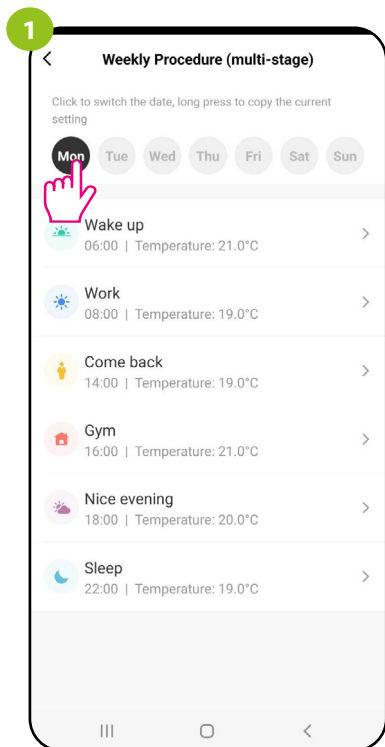 1
Weekly Procedure (multi-stage)
Click to switch the date, long press to copy the current
setting
Mon Tue Wed Thu Fri Sat Sun
Wake up
06:00 | Temperature: 21.0°C
Work
08:00 | Temperature: 19.0°C
Come back
14:00 | Temperature: 19.0°C
Gym
16:00 | Temperature: 21.0°C
Nice evening
18:00 | Temperature: 20.0°C
Sleep
22:00 | Temperature: 19.0°C